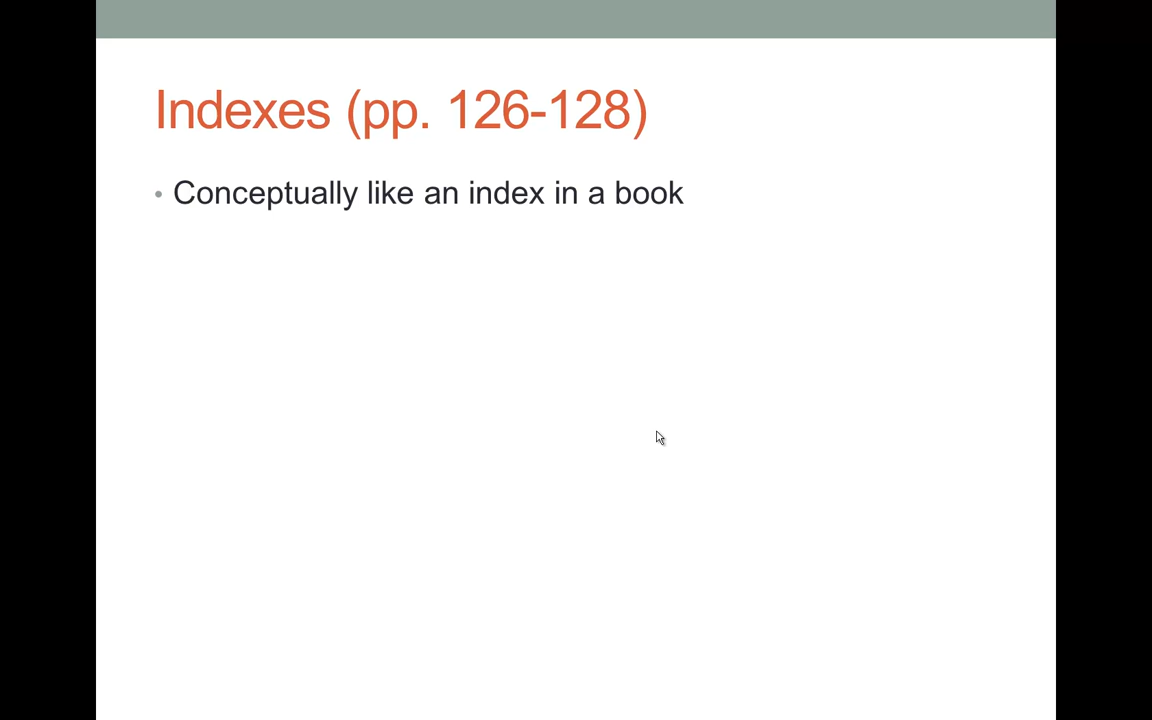 Indexes (pp. 126-128)
• Conceptually like an index in a book